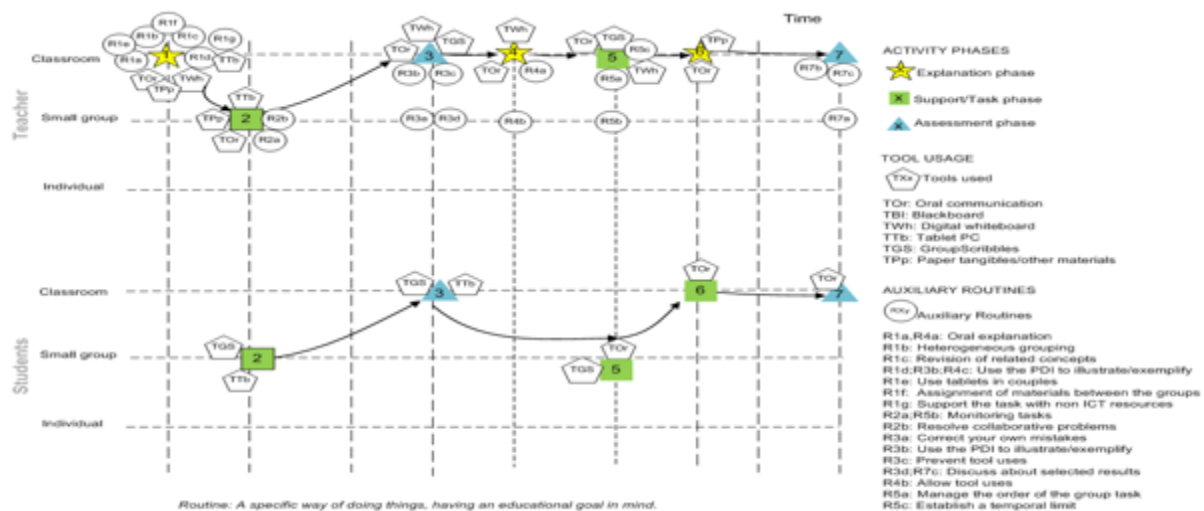 Time
Teacher
Classroom
Small group
Individual
R1f
R1b
R1c
R1g
R1e
R1a
1
R1d
TTb
TOr
TWh
TPp
TTb
TPp
2
R2b
TOr
R2a
TWh
TOr
TGS
3
R3b
R3c
R3a
R3d
TWh
4
TOr
R4a
R4b
TOr
TGS
R5c
5
TWh
R5a
R5b
TPp
TOr
7
R7b
R7c
R7a
Students
Classroom
Small group
Individual
TGS
2
TTb
TGS
3
TTb
TOr
TGS
5
TOr
6
TOr
7
Routine: A specific way of doing things, having an educational goal in mind.
ACTIVITY PHASES
Explanation phase
X
Support/Task phase
x
Assessment phase
TOOL USAGE
TXx
Tools used
TOr: Oral communication
TBl: Blackboard
TWh: Digital whiteboard
TTb: Tablet PC
TGS: GroupScribbles
TPp: Paper tangibles/other materials
AUXILIARY ROUTINES
RXy
Auxiliary Routines
R1a,R4a: Oral explanation
R1b: Heterogeneous grouping
R1c: Revision of related concepts
R1d;R3b;R4c: Use the PDI to illustrate/exemplify
R1e: Use tablets in couples
R1f: Assignment of materials between the groups
R1g: Support the task with non ICT resources
R2a;R5b: Monitoring tasks
R2b: Resolve collaborative problems
R3a: Correct your own mistakes
R3b: Use the PDI to illustrate/exemplify
R3c: Prevent tool uses
R3d;R7c: Discuss about selected results
R4b: Allow tool uses
R5a: Manage the order of the group task
R5c: Establish a temporal limit